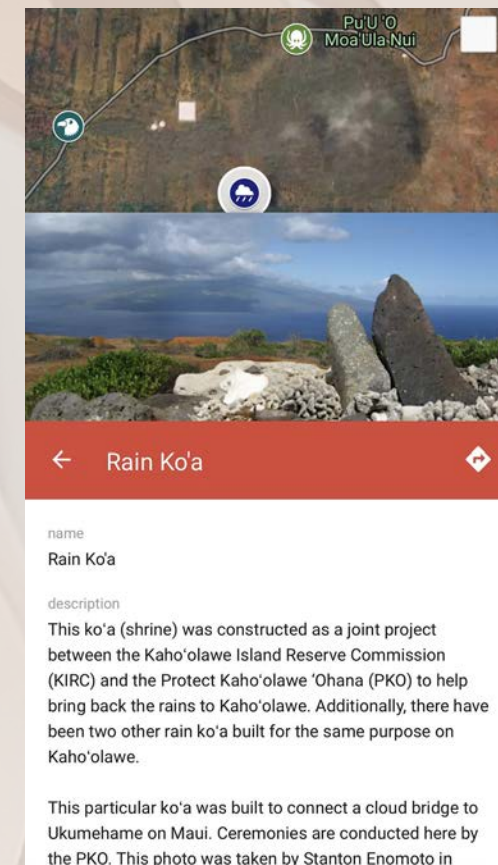 Pu'U 'O
Moa'Ula Nui
Rain Ko'a
name
Rain Ko'a
description
This ko‘a (shrine) was constructed as a joint project
between the Kaho‘olawe Island Reserve Commission
(KIRC) and the Protect Kaho‘olawe ‘Ohana (PKO) to help
bring back the rains to Kaho‘olawe. Additionally, there have
been two other rain ko‘a built for the same purpose on
Kaho‘olawe.
This particular ko‘a was built to connect a cloud bridge to
Ukumehame on Maui. Ceremonies are conducted here by
the PKO. This photo was taken by Stanton Enomoto in